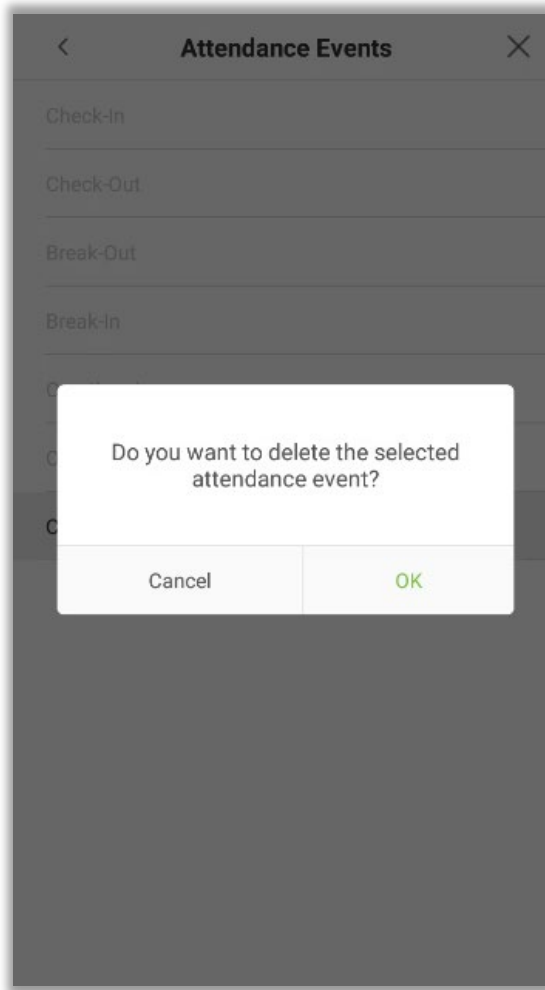 Attendance Events
Check-In
Check-Out
Break-Out
Break-In
Do you want to delete the selected
attendance event?
Cancel
OK